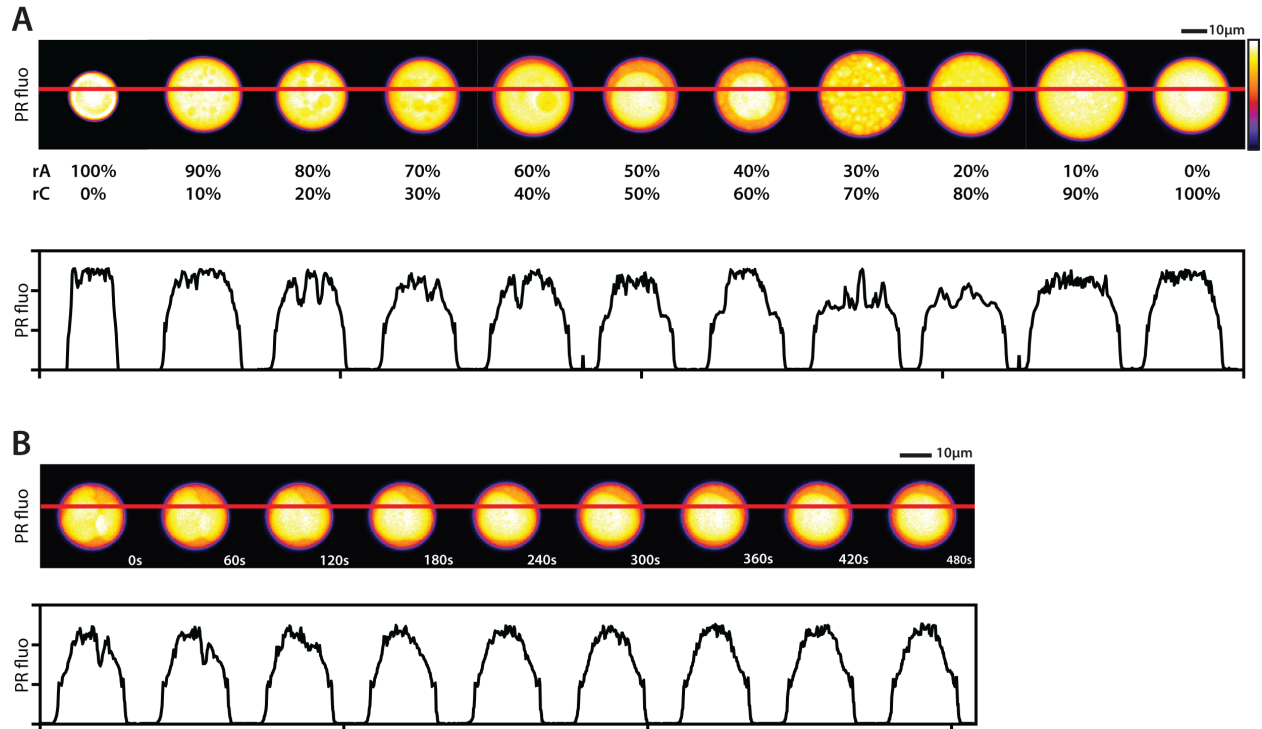 A
10μm
PR fluo
rA 100% 90% 80% 70% 60% 50% 40% 30% 20% 10% 0%
rC 0% 10% 20% 30% 40% 50% 60% 70% 80% 90% 100%
PR fluo
B
10μm
PR fluo
0s 60s 120s 180s 240s 300s 360s 420s 480s
PR fluo